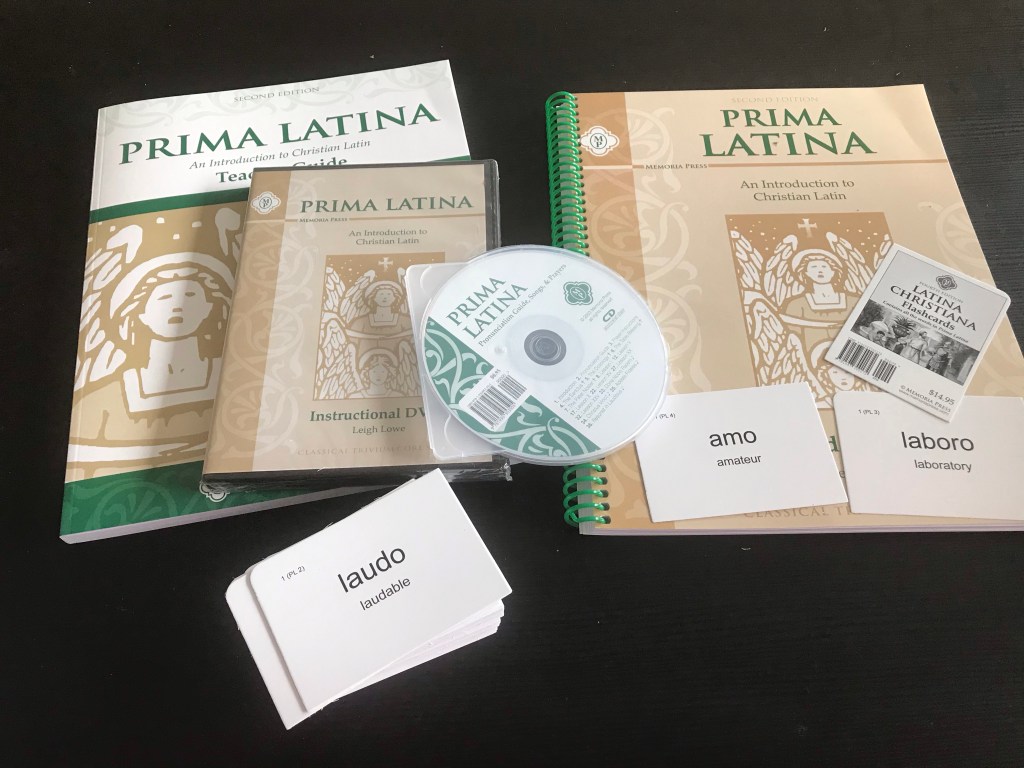 SECOND EDITION
PRIMA LATINA
An Introduction to Christian Latin
Guide
PRIMA LATINA
MEMORIA PRESS
An Introduction to
Christian Latin
Instructional
Leigh Lowe
PRIMA
LATINA
Pronunciation Guide, Songs, & Prayers
SECOND EDITION
PRIMA
LATINA
MEMORIA PRESS
An Introduction to
Christian Latin
CLASSICAL
LATINA
CHRISTIANA
Flashcards
© MEMORIA PRESS
$14.95
1 (PL 4)
amo
amateur
1 (PL 3)
laboro
laboratory
1 (PL 2)
laudo
laudable